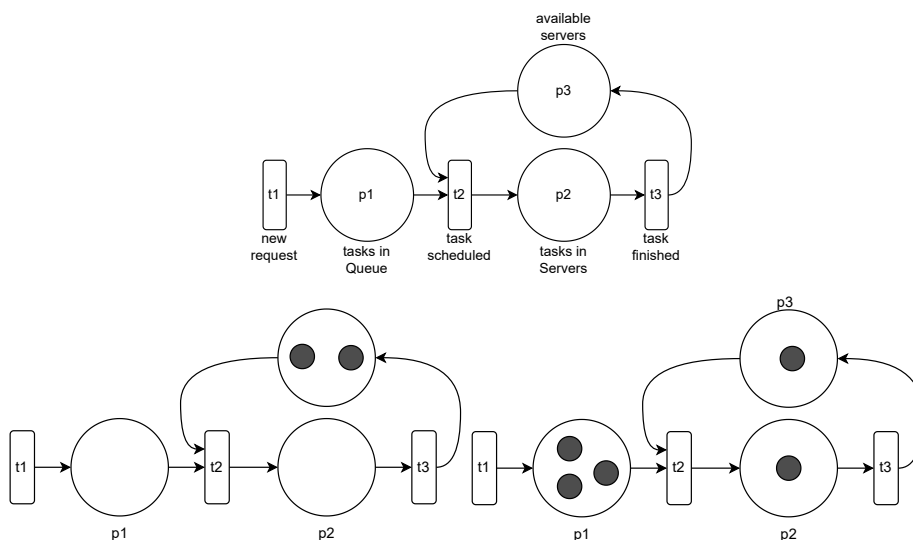 available
servers
p3
t1
p1
t2
p2
t3
new
request
tasks in
Queue
task
scheduled
tasks in
Servers
task
finished
t1
t2
t3
p1
p2
p3
t1
t2
t3
p1
p2